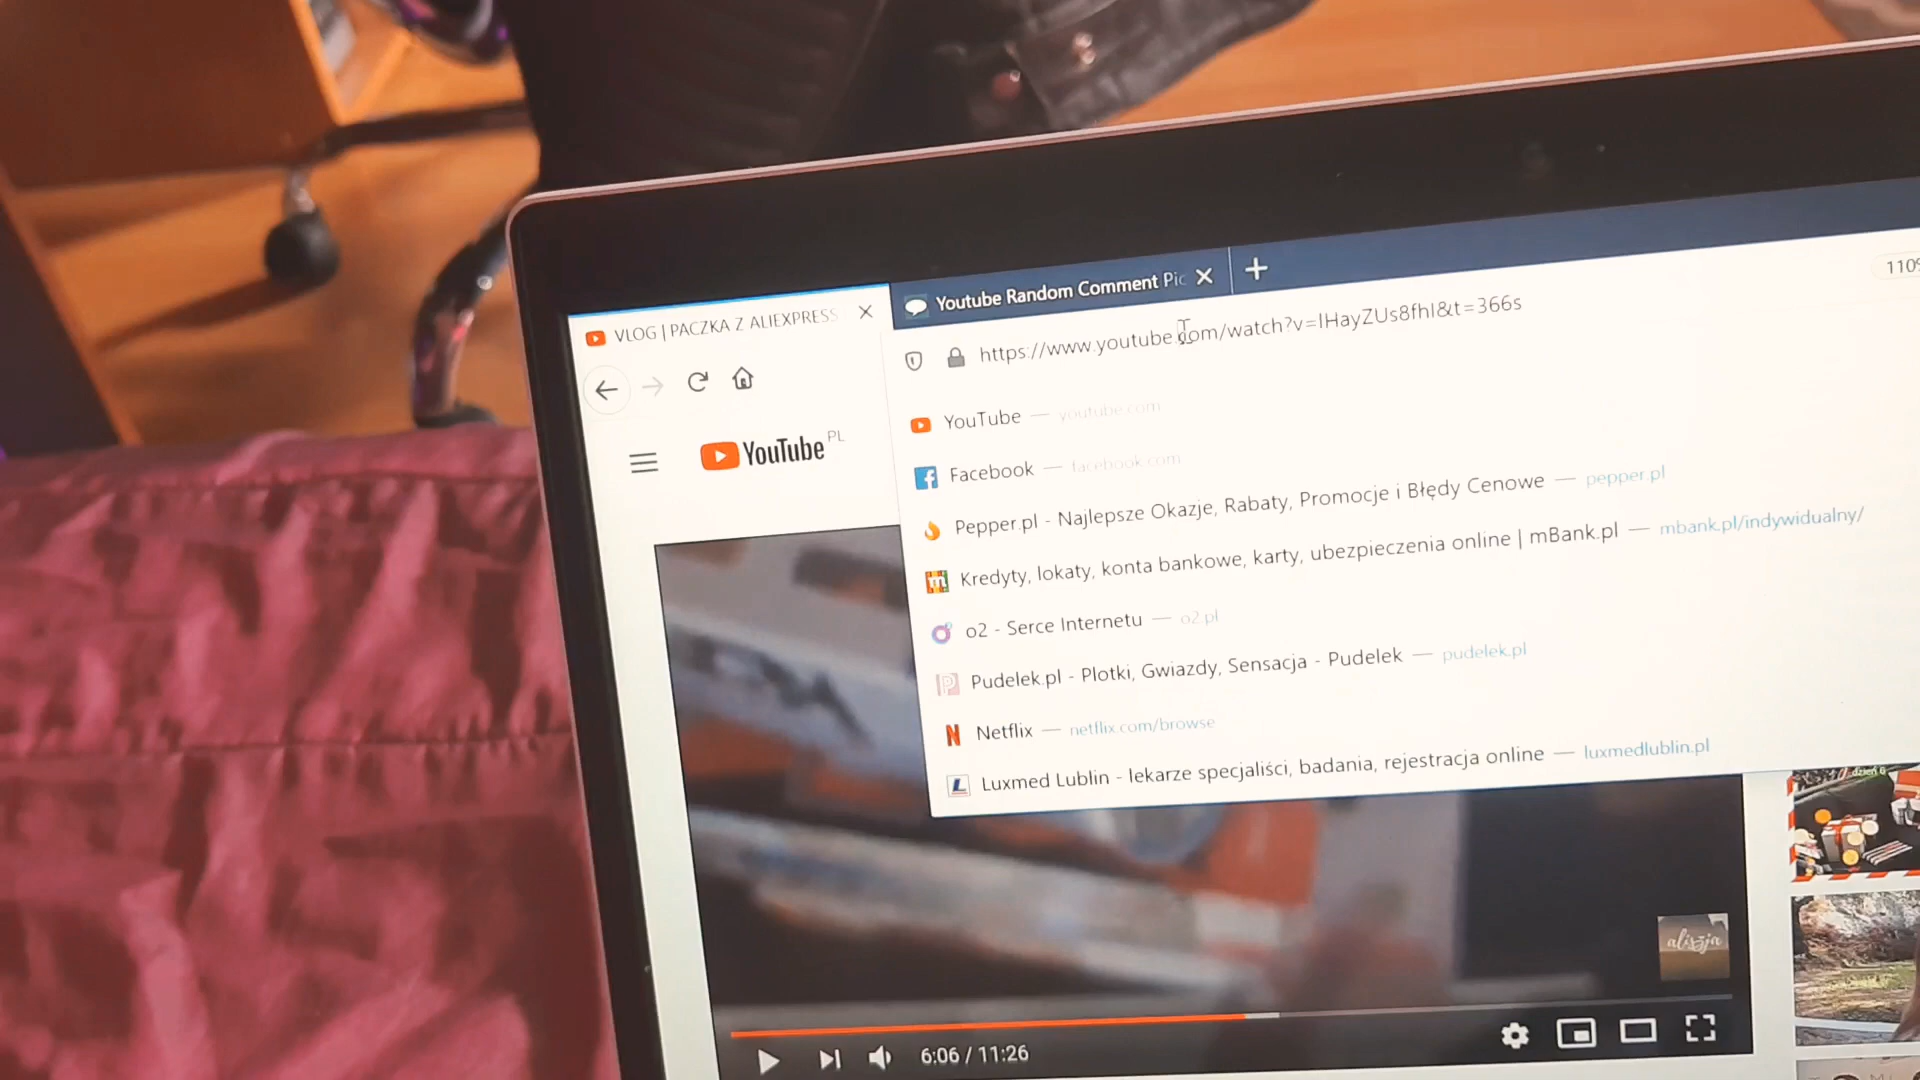 VLOG | PACZKA Z ALIEXPRESS
Youtube Random Comment Pic
https://www.youtube.com/watch?v=lHayZUs8fhI&t=366s
110%
YouTube PL
YouTube — youtube.com
Facebook — facebook.com
Pepper.pl - Najlepsze Okazje, Rabaty, Promocje i Błędy Cenowe — pepper.pl
Kredyty, lokaty, konta bankowe, karty, ubezpieczenia online | mBank.pl — mbank.pl/indywidualny/
o2 - Serce Internetu — o2.pl
Pudelek.pl - Plotki, Gwiazdy, Sensacja - Pudelek — pudelek.pl
Netflix — netflix.com/browse
Luxmed Lublin - lekarze specjaliści, badania, rejestracja online — luxmedlublin.pl
dzień 6
6:06 / 11:26